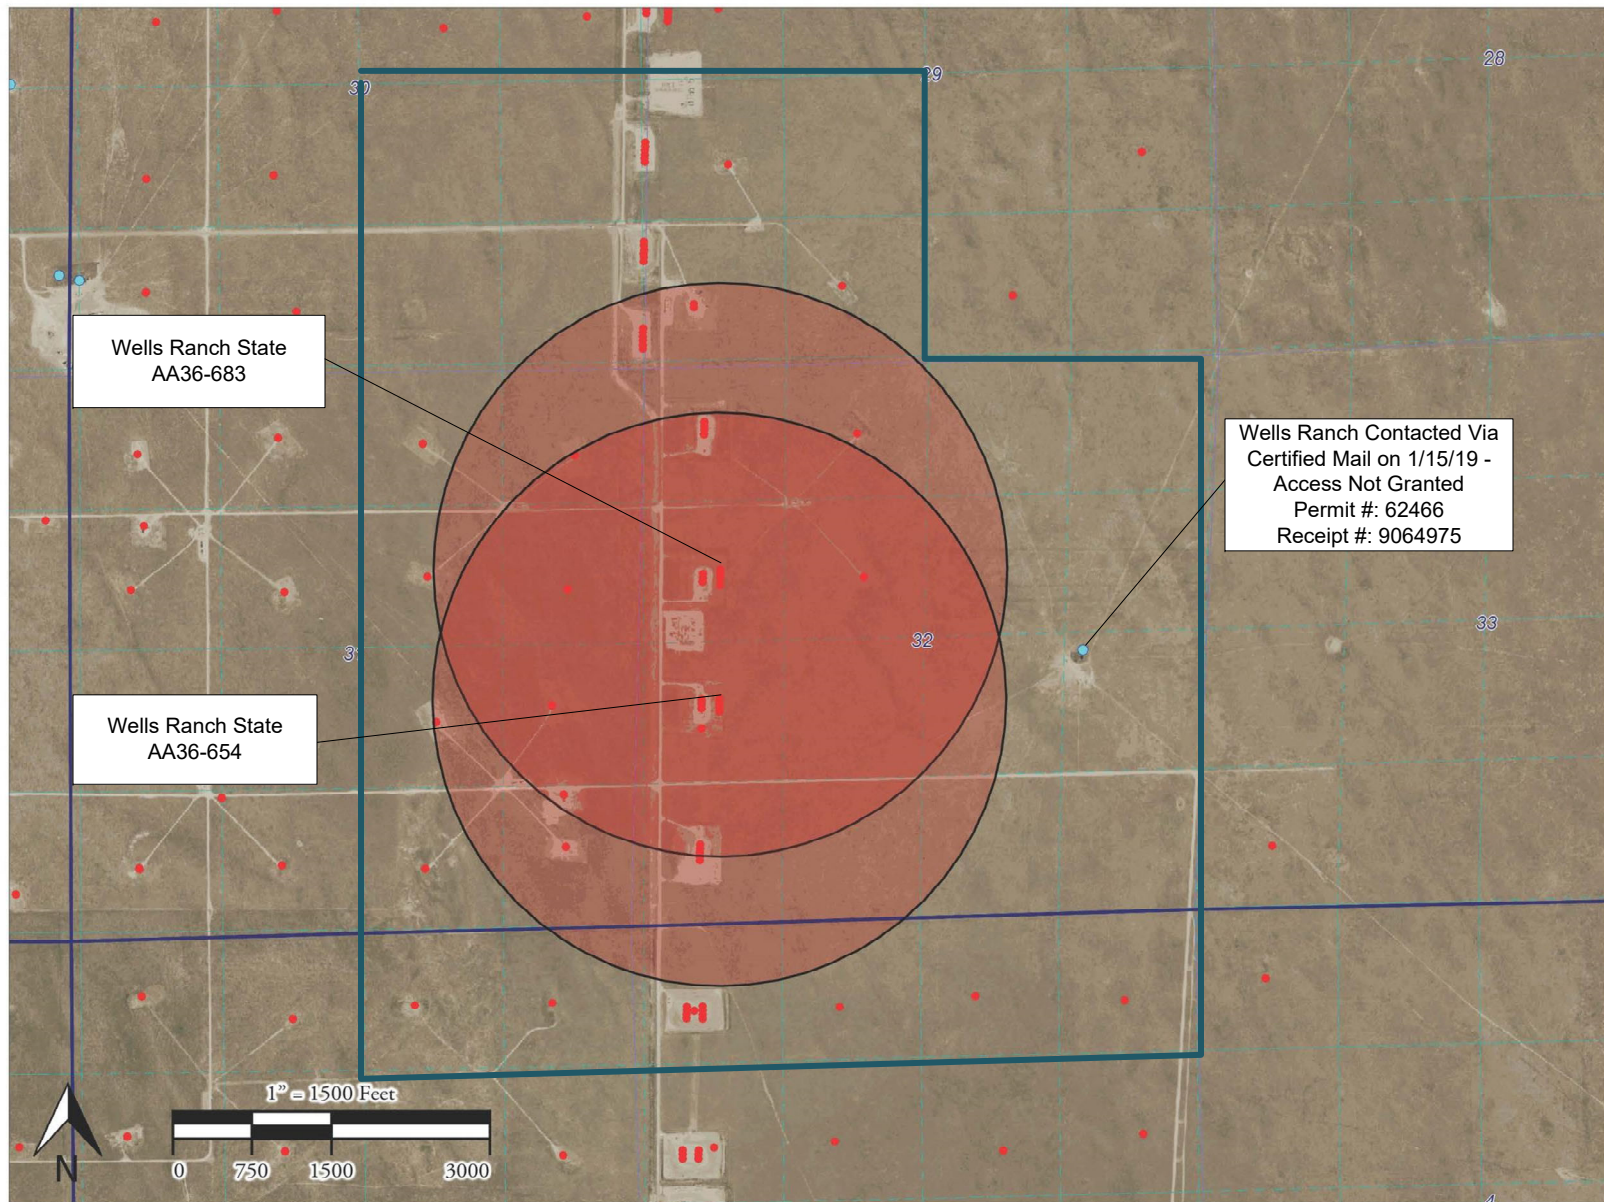 28
30
29
Wells Ranch State
AA36-683
Wells Ranch Contacted Via
Certified Mail on 1/15/19 -
Access Not Granted
Permit #: 62466
Receipt #: 9064975
33
32
31
Wells Ranch State
AA36-654
1” = 1500 Feet
0 750 1500 3000
N
4